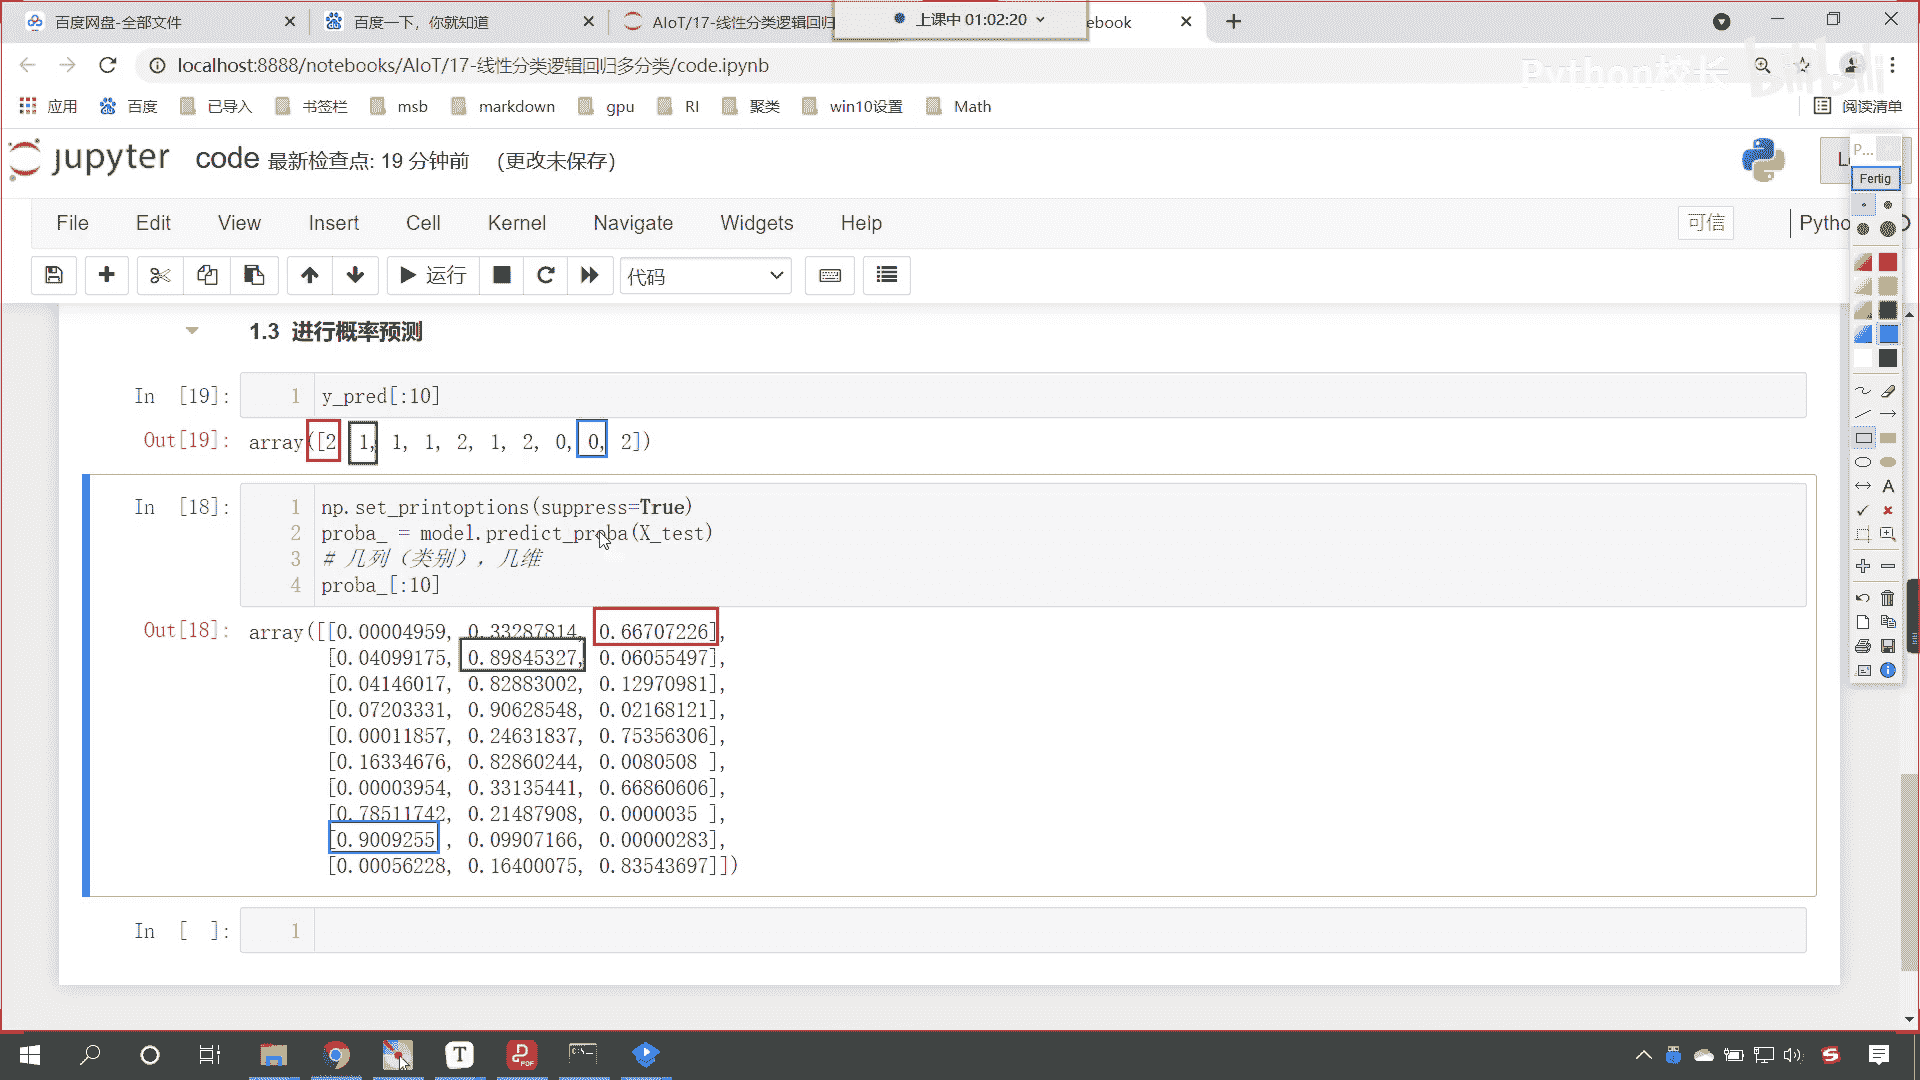 百度网盘-全部文件
百度一下，你就知道
AIoT/17-线性分类逻辑回归
上课中 01:02:20
ebook
localhost:8888/notebooks/AIoT/17-线性分类逻辑回归多分类/code.ipynb
Python校长
bilibili
应用 百度 已导入 书签栏 msb markdown gpu RI 聚类 win10设置 Math
阅读清单
jupyter code 最新检查点: 19 分钟前 (更改未保存)
P...
Fertig
File Edit View Insert Cell Kernel Navigate Widgets Help
可信
运行
代码
1.3 进行概率预测
In [19]: 1 y_pred[:10]
Out[19]: array([2, 1, 1, 1, 2, 1, 2, 0, 0, 2])
In [18]: 1 np.set_printoptions(suppress=True)
2 proba_ = model.predict_proba(X_test)
3 # 几列（类别），几维
4 proba_[:10]
Out[18]: array([[0.00004959, 0.33287814, 0.66707226],
[0.04099175, 0.89845327, 0.06055497],
[0.04146017, 0.82883002, 0.12970981],
[0.07203331, 0.90628548, 0.02168121],
[0.00011857, 0.24631837, 0.75356306],
[0.16334676, 0.82860244, 0.0080508 ],
[0.00003954, 0.33135441, 0.66860606],
[0.78511742, 0.21487908, 0.0000035 ],
[0.9009255 , 0.09907166, 0.00000283],
[0.00056228, 0.16400075, 0.83543697]])
In [ ]: 1